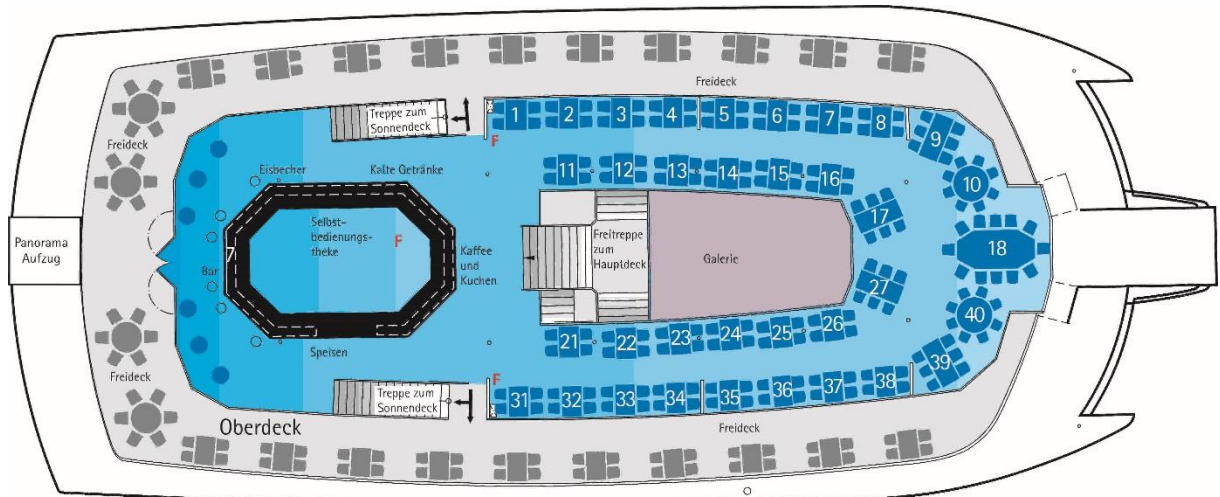 Freideck
Treppe zum
Sonnendeck
F
1
2
3
4
5
6
7
8
9
Freideck
Eisbecher
Kalte Getränke
11
12
13
14
15
16
10
Panorama
Aufzug
7
Bar
Selbst-
bedienungs-
theke
F
Kaffee
und
Kuchen
Freitreppe
zum
Hauptdeck
Galerie
17
18
27
40
Speisen
21
22
23
24
25
26
39
Freideck
F
Treppe zum
Sonnendeck
31
32
33
34
35
36
37
38
Oberdeck
Freideck